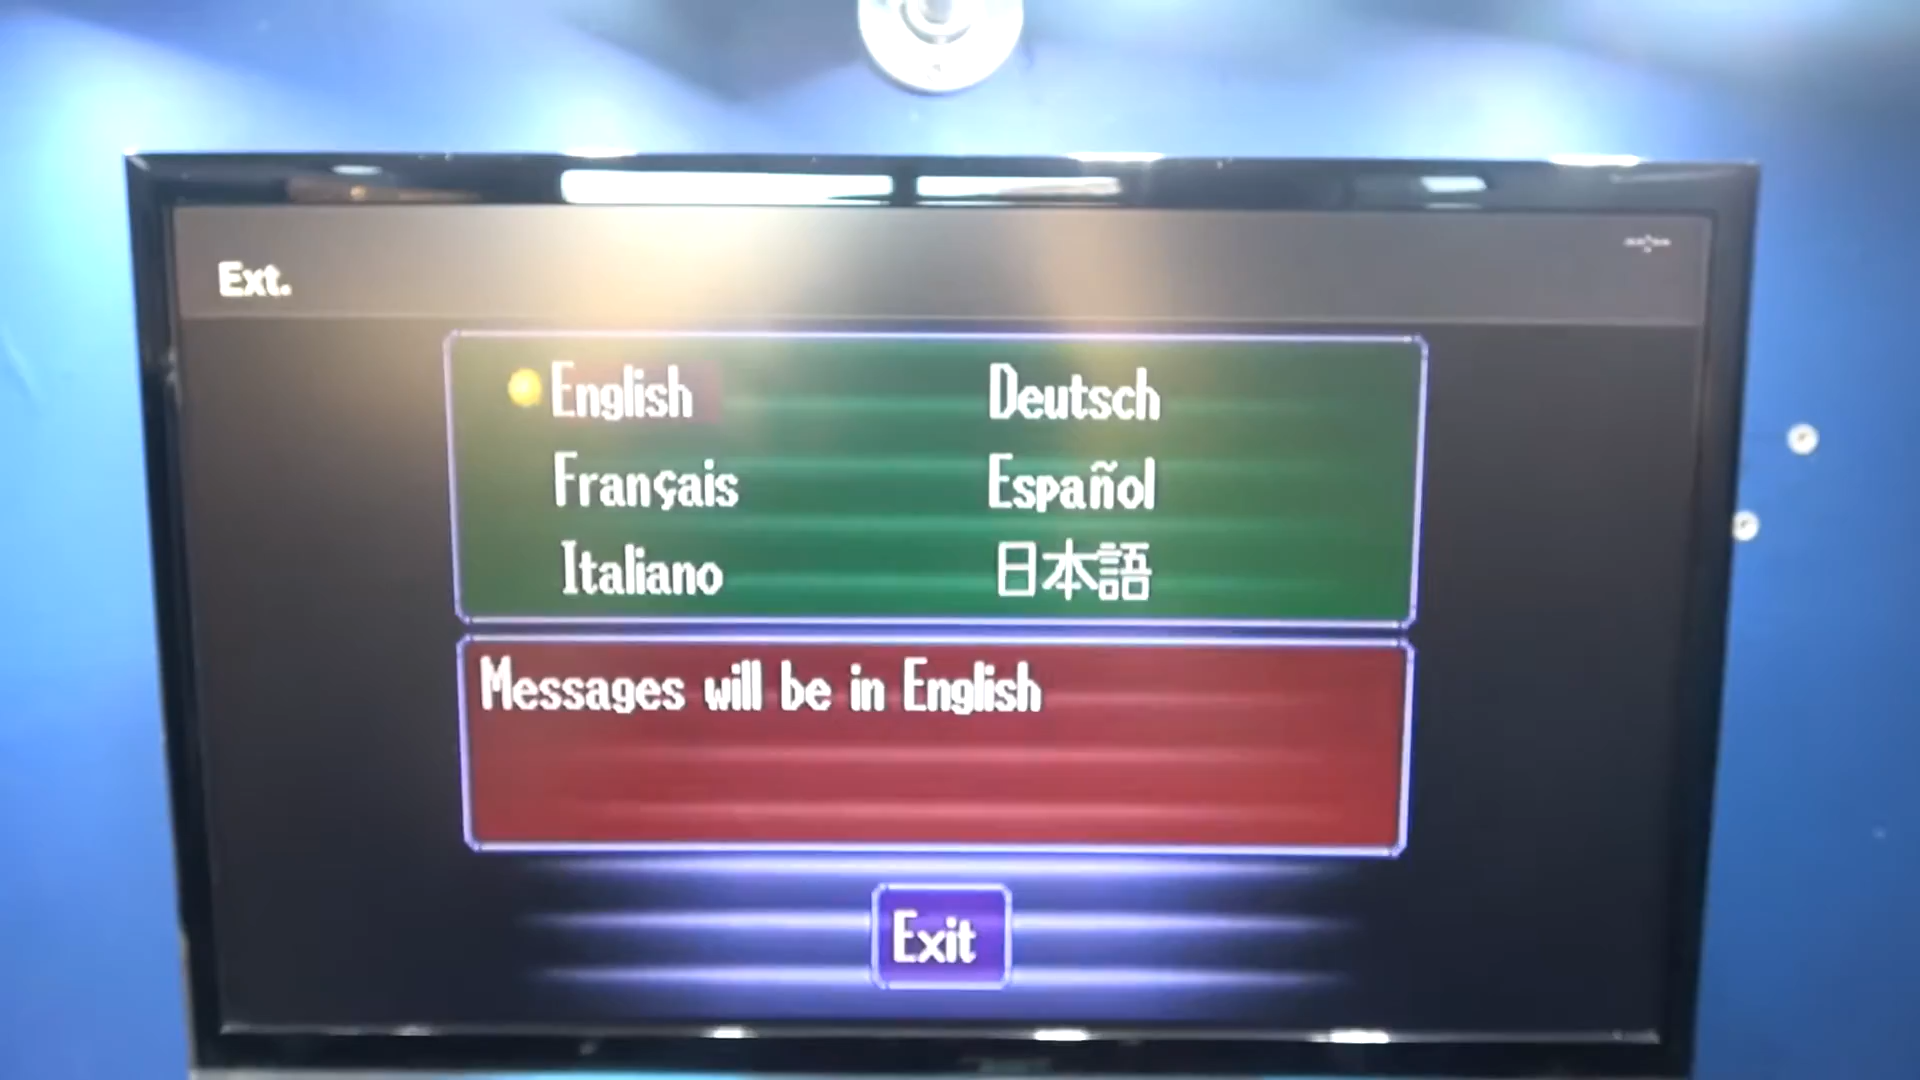 Ext.
English Deutsch
Français Español
Italiano 日本語
Messages will be in English
Exit